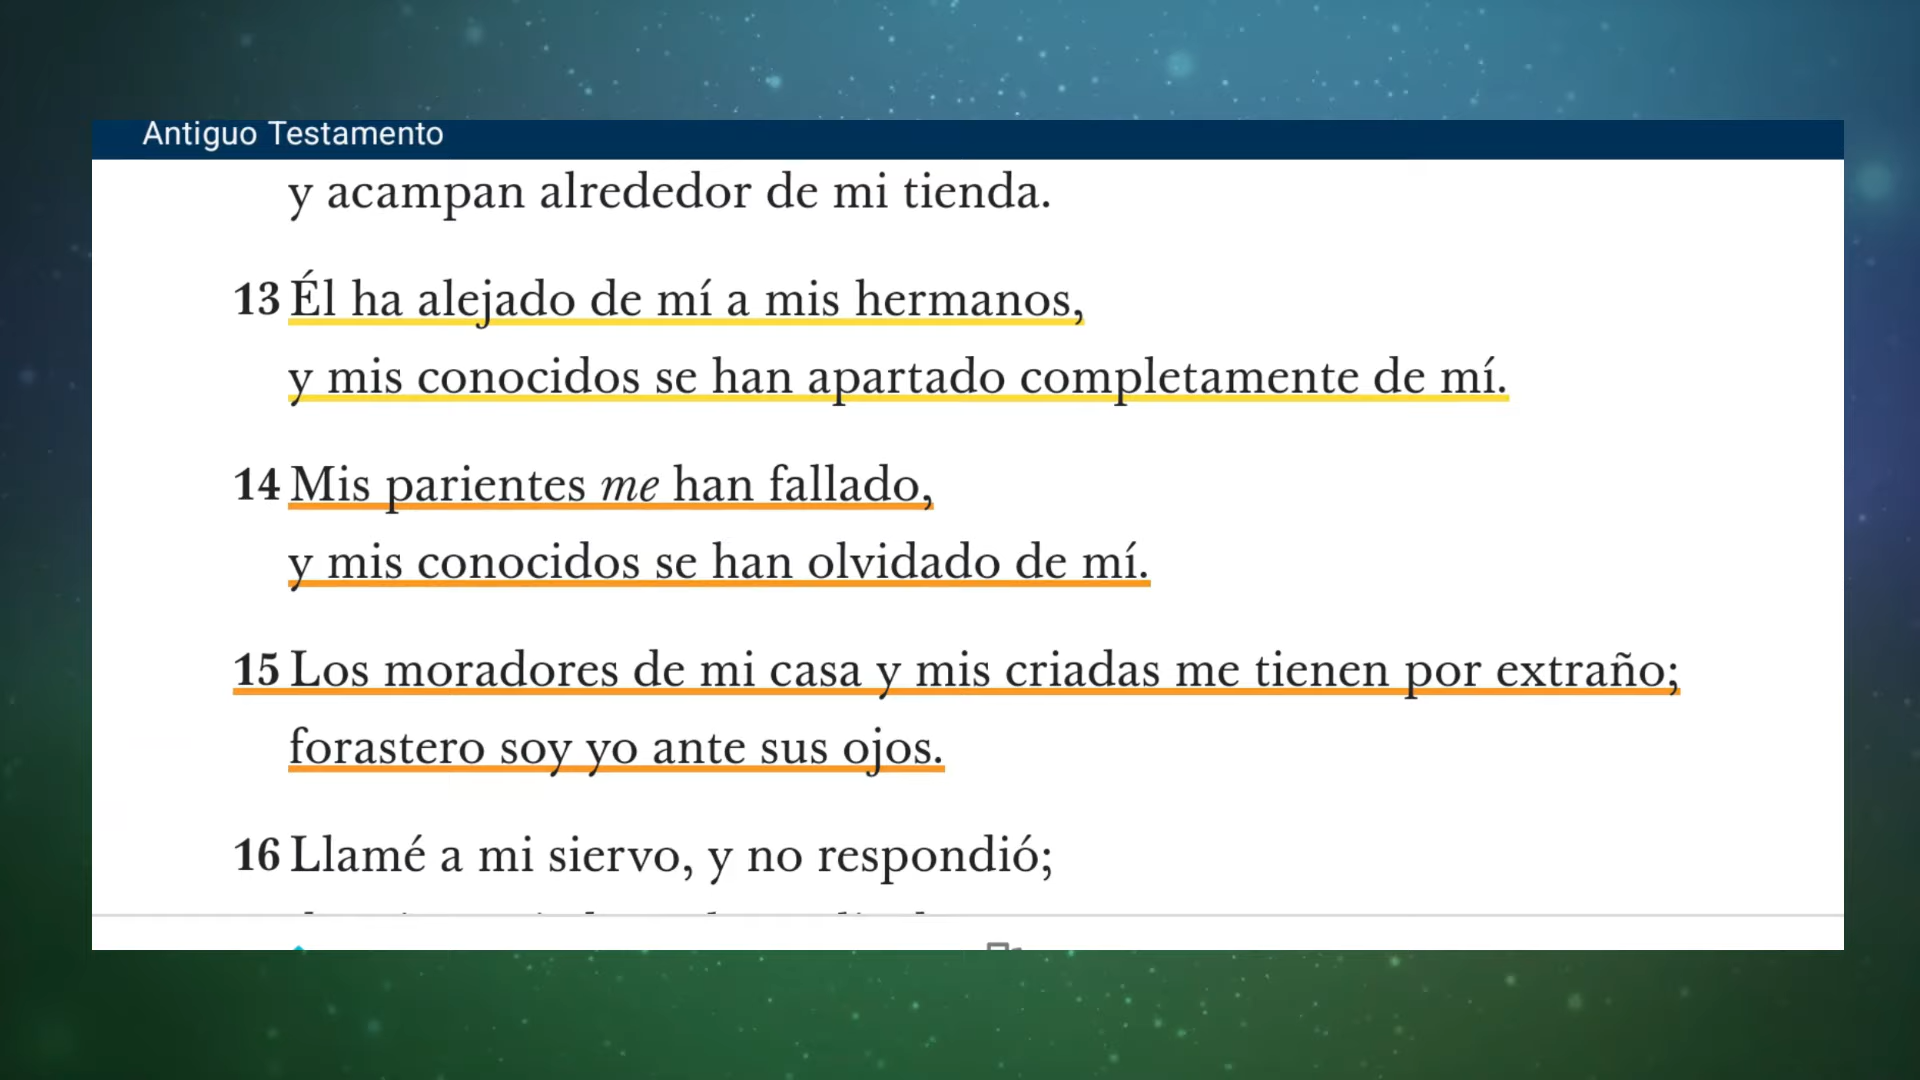 Antiguo Testamento
y acampan alrededor de mi tienda.
13 Él ha alejado de mí a mis hermanos,
y mis conocidos se han apartado completamente de mí.
14 Mis parientes me han fallado,
y mis conocidos se han olvidado de mí.
15 Los moradores de mi casa y mis criadas me tienen por extraño;
forastero soy yo ante sus ojos.
16 Llamé a mi siervo, y no respondió;